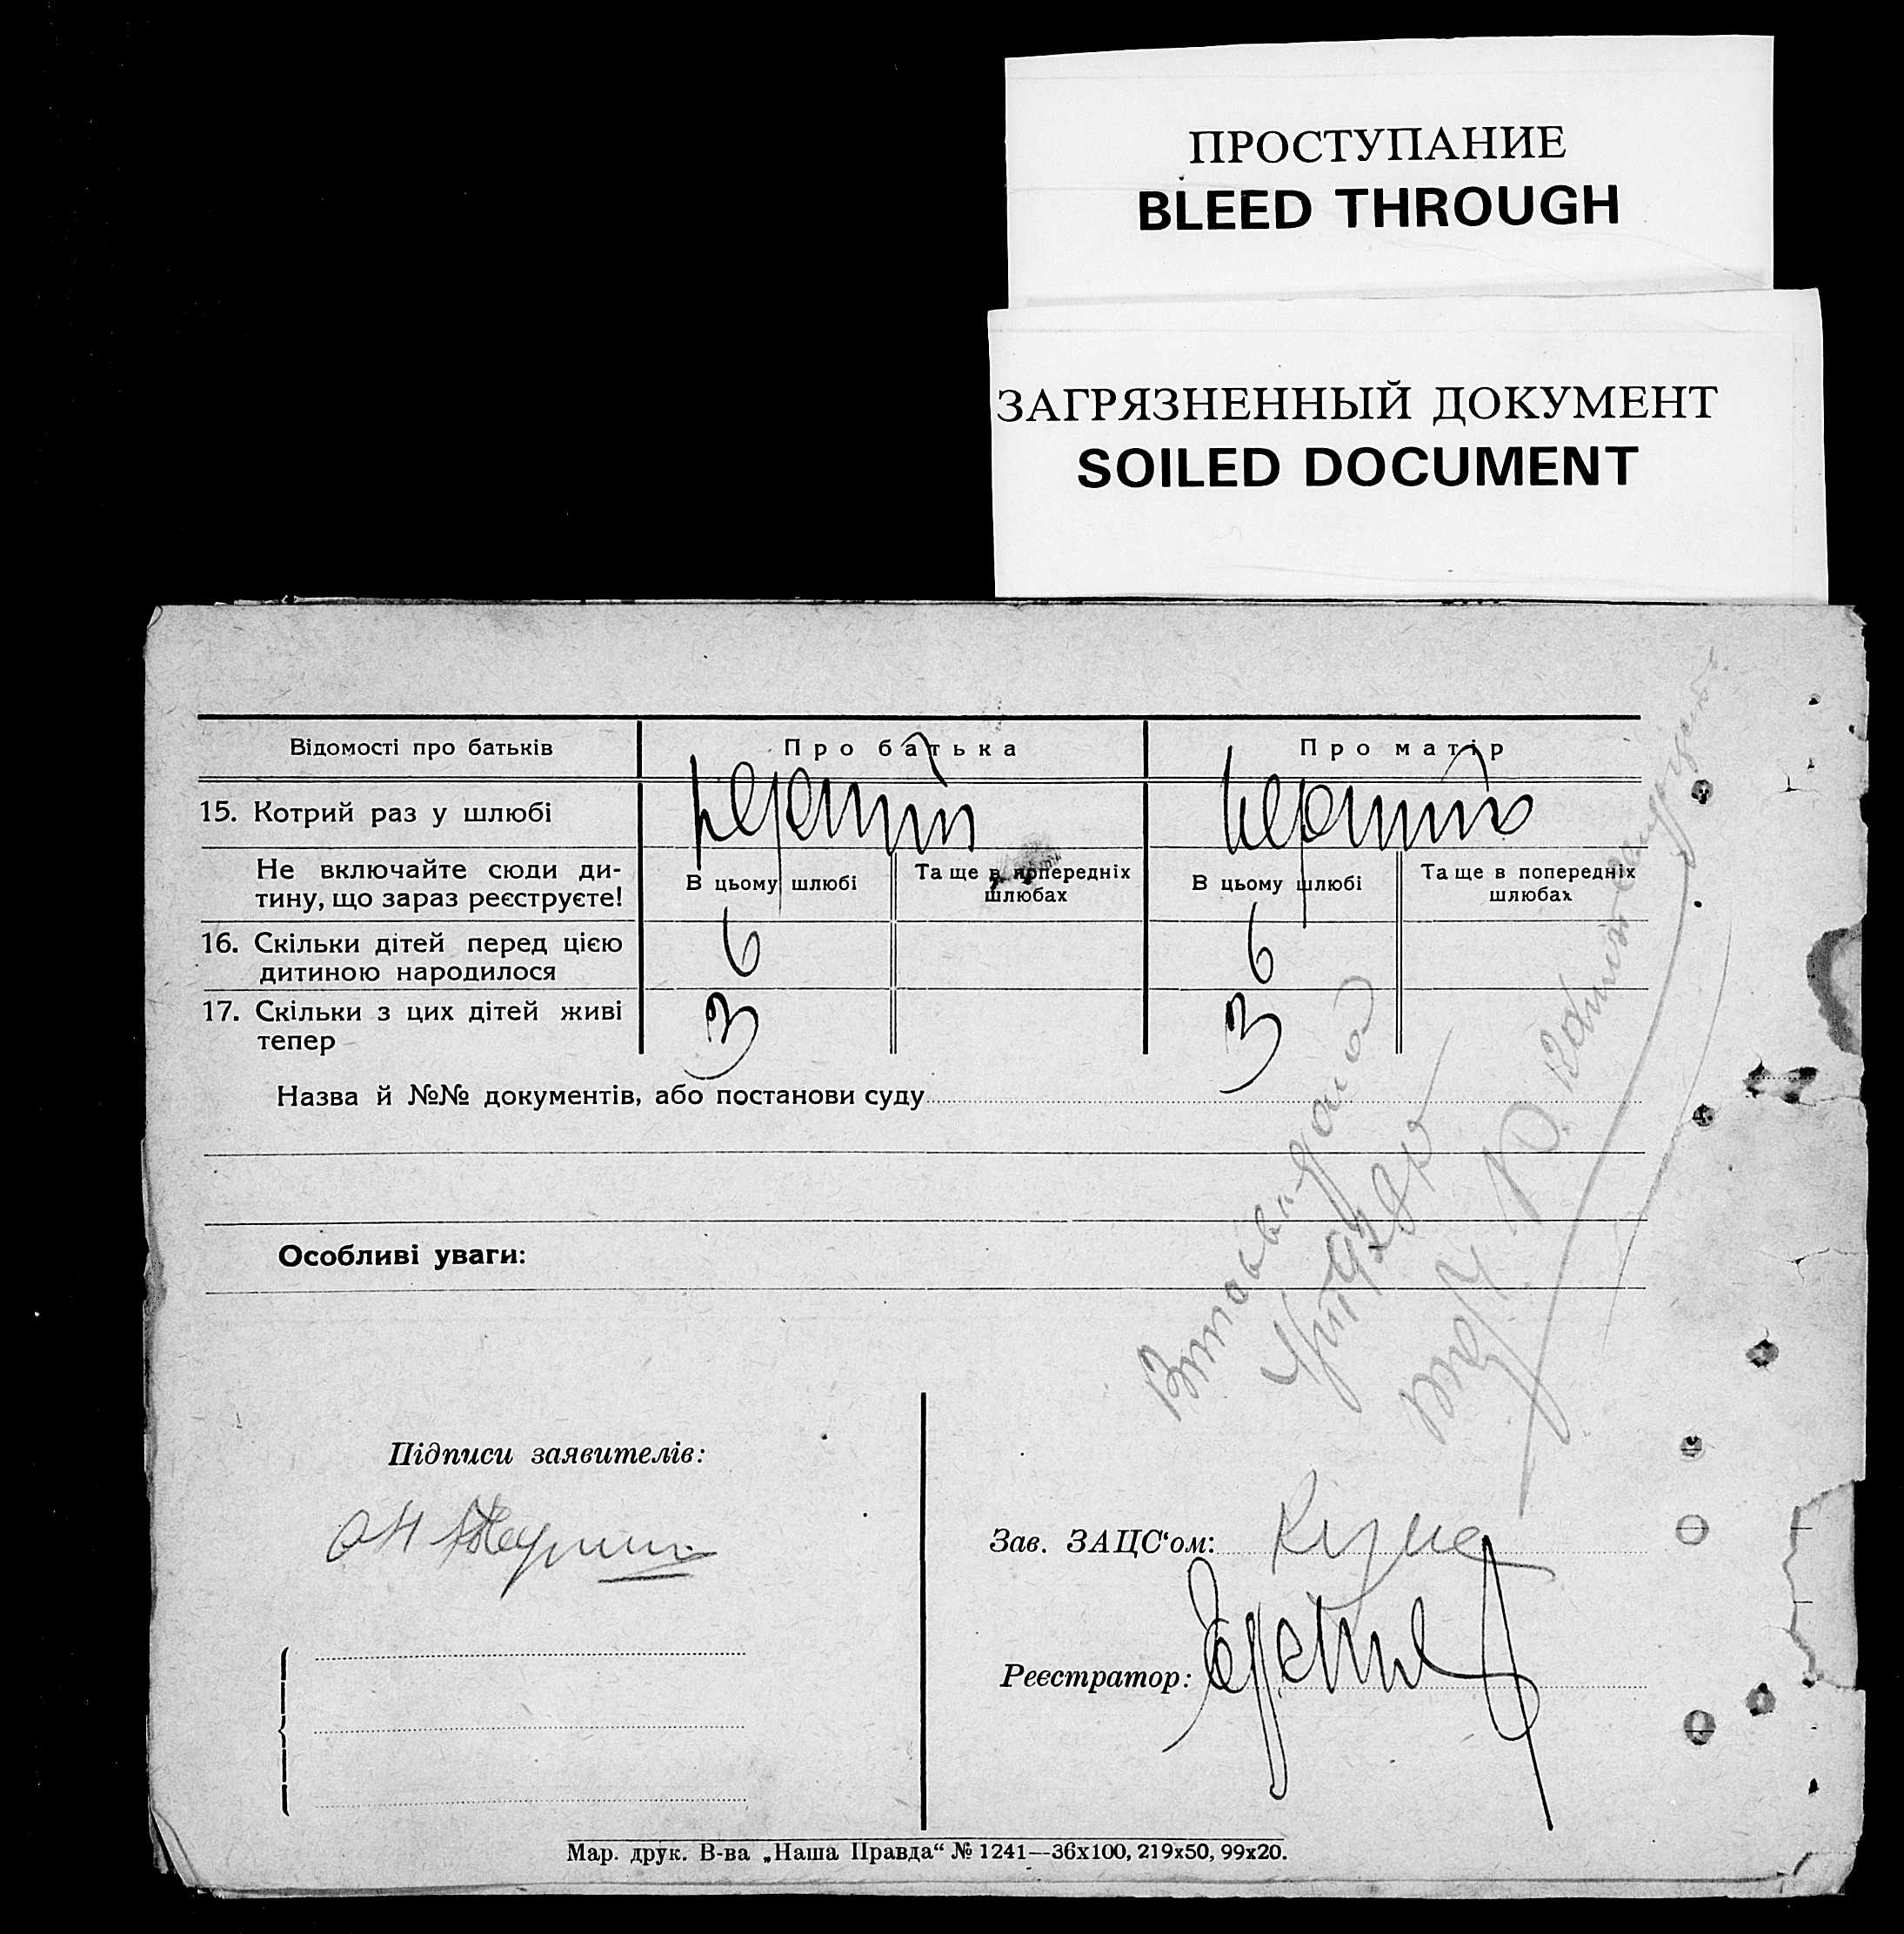 ПРОСТУПАНИЕ
BLEED THROUGH
ЗАГРЯЗНЕННЫЙ ДОКУМЕНТ
SOILED DOCUMENT
Відомості про батьків Про батька Про матір
15. Котрий раз у шлюбі перший перший
Не включайте сюди ди-
тину, що зараз реєструєте!
В цьому шлюбі Та ще в попередніх
шлюбах
В цьому шлюбі Та ще в попередніх
шлюбах
16. Скільки дітей перед цією
дитиною народилося 6 6
17. Скільки з цих дітей живі
тепер 3 3
Назва й №№ документів, або постанови суду
Особливі уваги:
Підписи заявителів:
Зав. ЗАЦС‘ом:
Реєстратор:
Мар. друк. В-ва „Наша Правда“ № 1241—36х100, 219х50, 99х20.